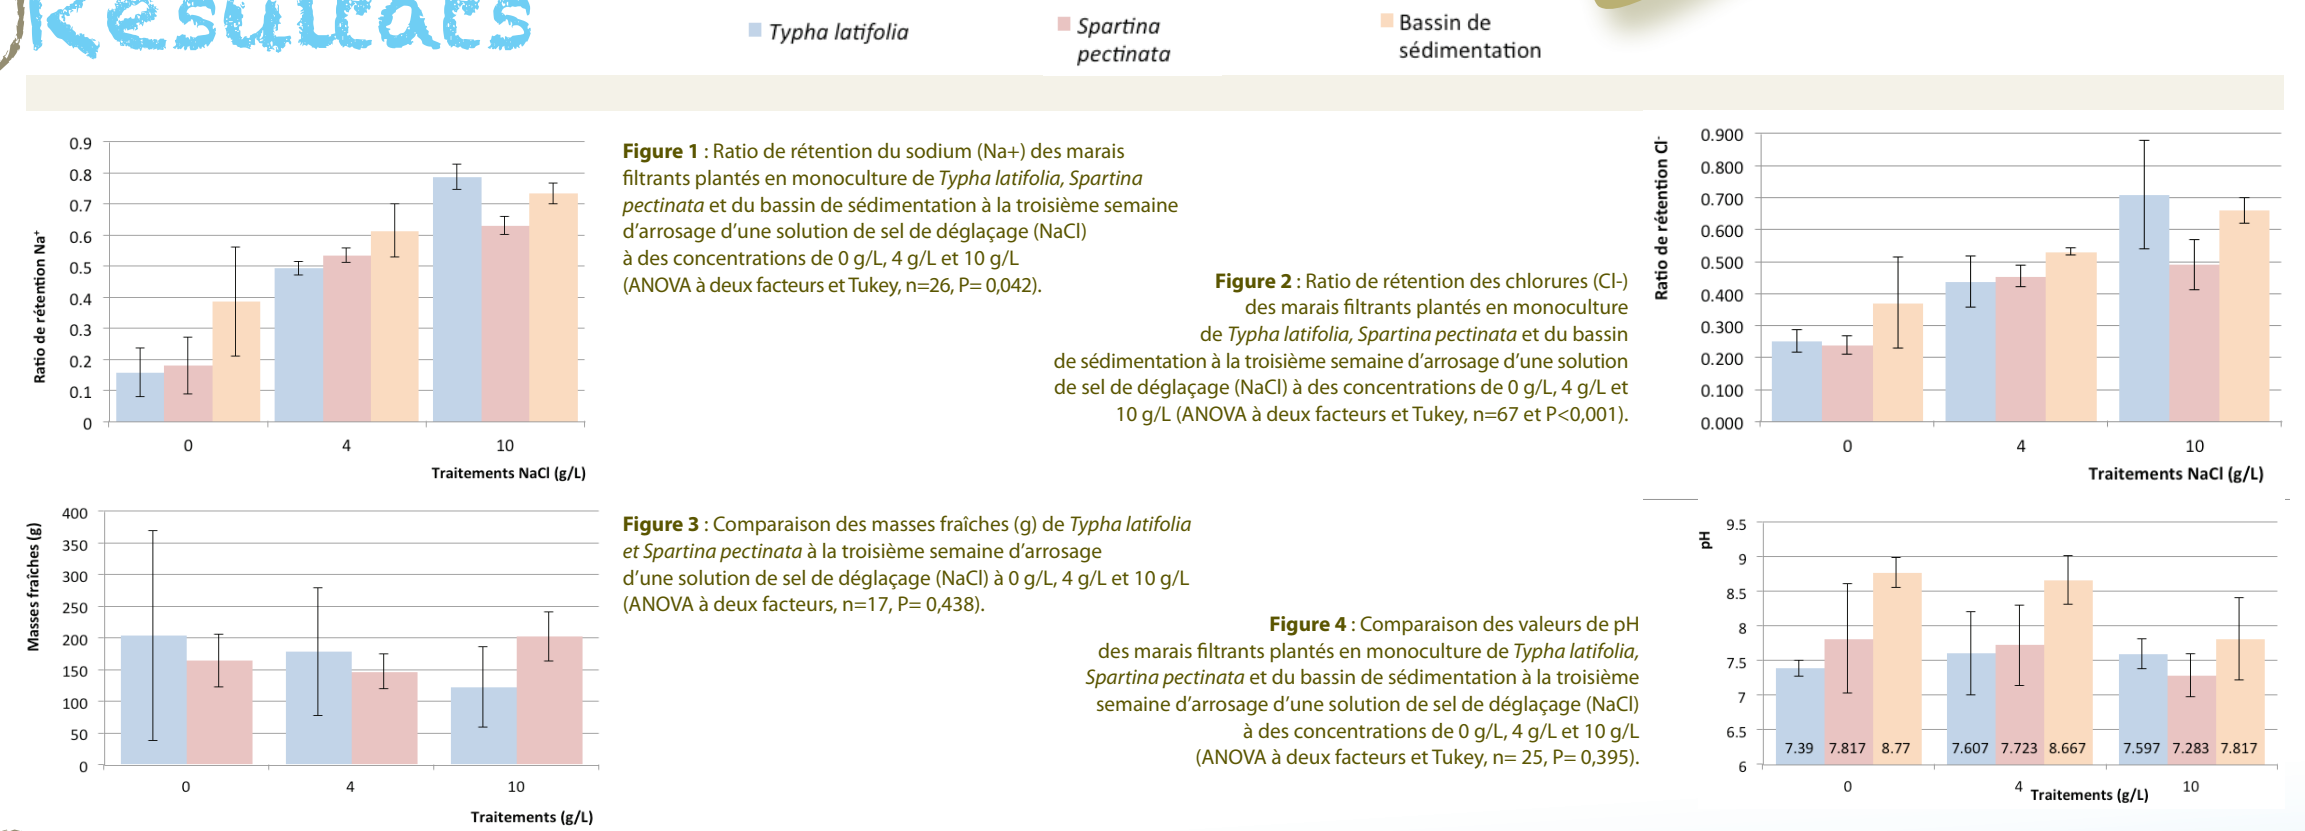 Résultats
Typha latifolia
Spartina
pectinata
Bassin de
sédimentation
Ratio de rétention Na+
0.9
0.8
0.7
0.6
0.5
0.4
0.3
0.2
0.1
0
0 4 10
Traitements NaCl (g/L)
Figure 1 : Ratio de rétention du sodium (Na+) des marais
filtrants plantés en monoculture de Typha latifolia, Spartina
pectinata et du bassin de sédimentation à la troisième semaine
d'arrosage d'une solution de sel de déglaçage (NaCl)
à des concentrations de 0 g/L, 4 g/L et 10 g/L
(ANOVA à deux facteurs et Tukey, n=26, P= 0,042).
Figure 2 : Ratio de rétention des chlorures (Cl-)
des marais filtrants plantés en monoculture
de Typha latifolia, Spartina pectinata et du bassin
de sédimentation à la troisième semaine d'arrosage d'une solution
de sel de déglaçage (NaCl) à des concentrations de 0 g/L, 4 g/L et
10 g/L (ANOVA à deux facteurs et Tukey, n=67 et P<0,001).
Ratio de rétention Cl-
0.900
0.800
0.700
0.600
0.500
0.400
0.300
0.200
0.100
0.000
0 4 10
Traitements NaCl (g/L)
Masses fraîches (g)
400
350
300
250
200
150
100
50
0
0 4 10
Traitements (g/L)
Figure 3 : Comparaison des masses fraîches (g) de Typha latifolia
et Spartina pectinata à la troisième semaine d'arrosage
d'une solution de sel de déglaçage (NaCl) à 0 g/L, 4 g/L et 10 g/L
(ANOVA à deux facteurs, n=17, P= 0,438).
Figure 4 : Comparaison des valeurs de pH
des marais filtrants plantés en monoculture de Typha latifolia,
Spartina pectinata et du bassin de sédimentation à la troisième
semaine d'arrosage d'une solution de sel de déglaçage (NaCl)
à des concentrations de 0 g/L, 4 g/L et 10 g/L
(ANOVA à deux facteurs et Tukey, n= 25, P= 0,395).
pH
9.5
9
8.5
8
7.5
7
6.5
6
7.39 7.817 8.77 7.607 7.723 8.667 7.597 7.283 7.817
0 4 10
Traitements (g/L)